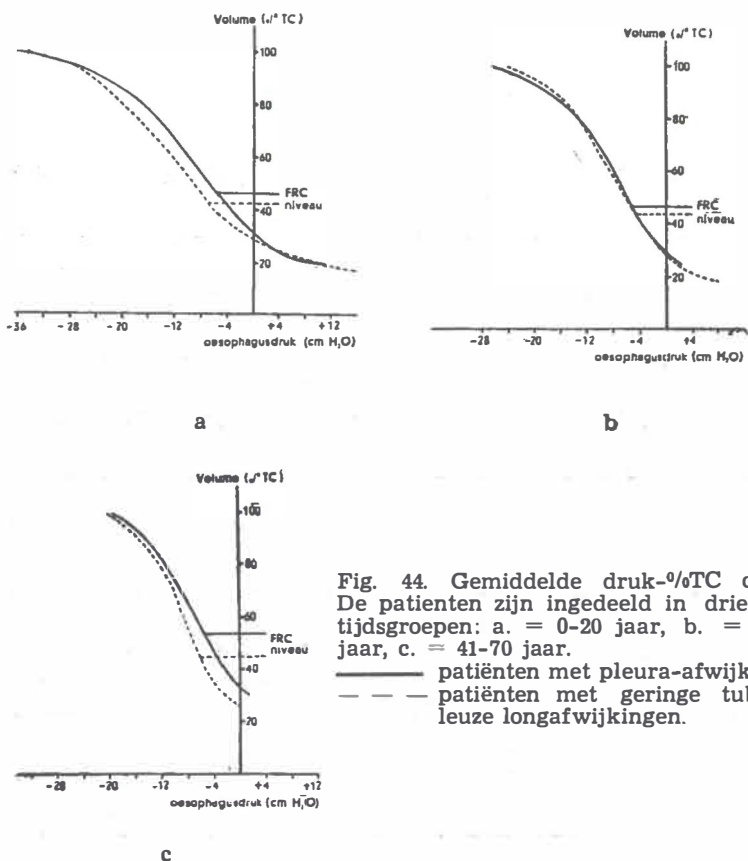 Volume (o/o TC)
100
80
60
FRC
niveau
40
20
-36 -28 -20 -12 -4 +4 +12
oesophagusdruk (cm H₂O)
a
Volume (o/o TC)
100
80
60
FRC
niveau
40
20
-28 -20 -12 -4 +4
oesophagusdruk (cm H₂O)
b
Volume (o/o TC)
100
80
60
FRC
niveau
40
20
-28 -20 -12 -4 +4 +12
oesophagusdruk (cm H₂O)
c
Fig. 44. Gemiddelde druk-%TC
De patienten zijn ingedeeld in drie
tijdsgroepen: a. = 0-20 jaar, b. =
jaar, c. = 41-70 jaar.
patiënten met pleura-afwijk
patiënten met geringe tub
leuze longafwijkingen.